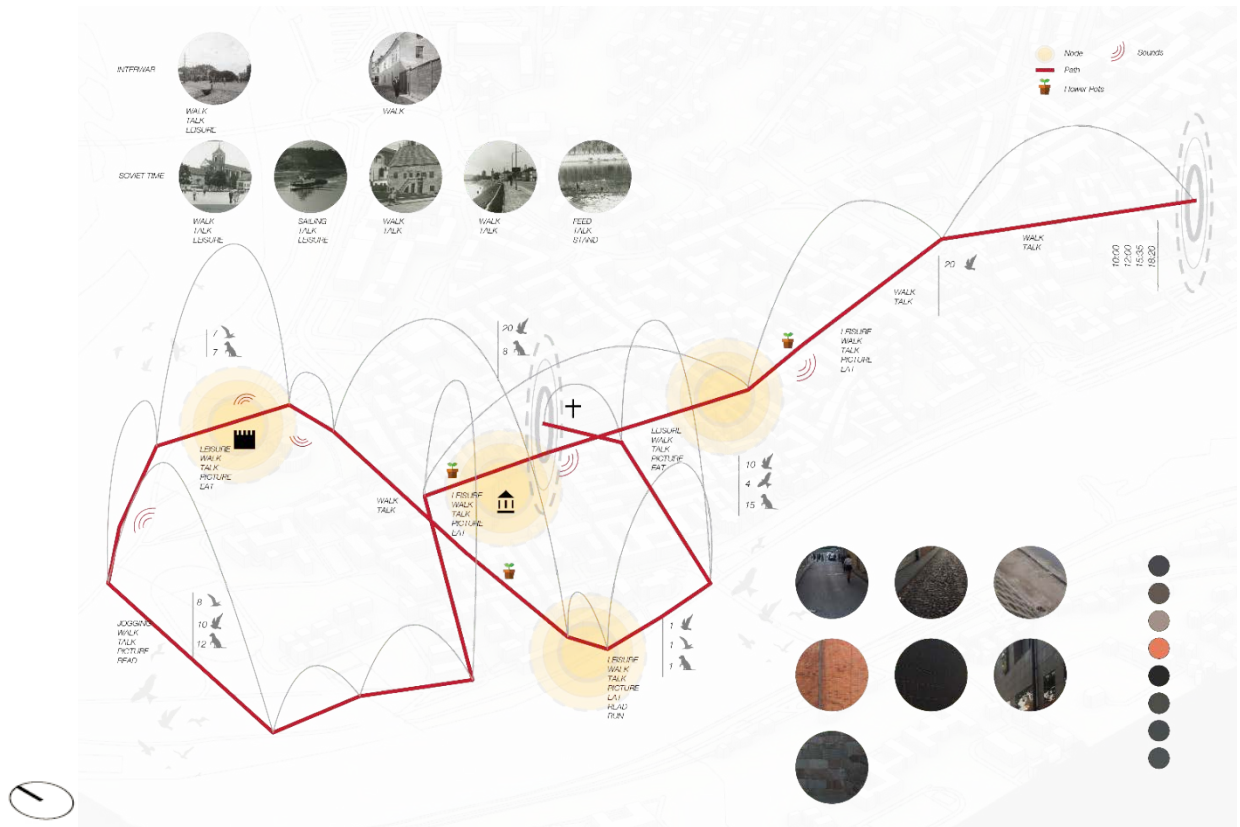 INTERWAR
WALK
TALK
LEISURE
WALK
SOVIET TIME
WALK
TALK
LEISURE
SAILING
TALK
LEISURE
WALK
TALK
WALK
TALK
FEED
TALK
STAND
Node
Sounds
Path
Flower Pots
WALK
TALK
10:00
12:00
15:35
18:20
20
WALK
TALK
LEISURE
WALK
TALK
PICTURE
EAT
7
7
20
8
LEISURE
WALK
TALK
PICTURE
EAT
LEISURE
WALK
TALK
PICTURE
EAT
WALK
TALK
LEISURE
WALK
TALK
PICTURE
EAT
10
4
15
8
10
12
JOGGING
WALK
TALK
PICTURE
READ
1
1
1
LEISURE
WALK
TALK
PICTURE
EAT
READ
RUN